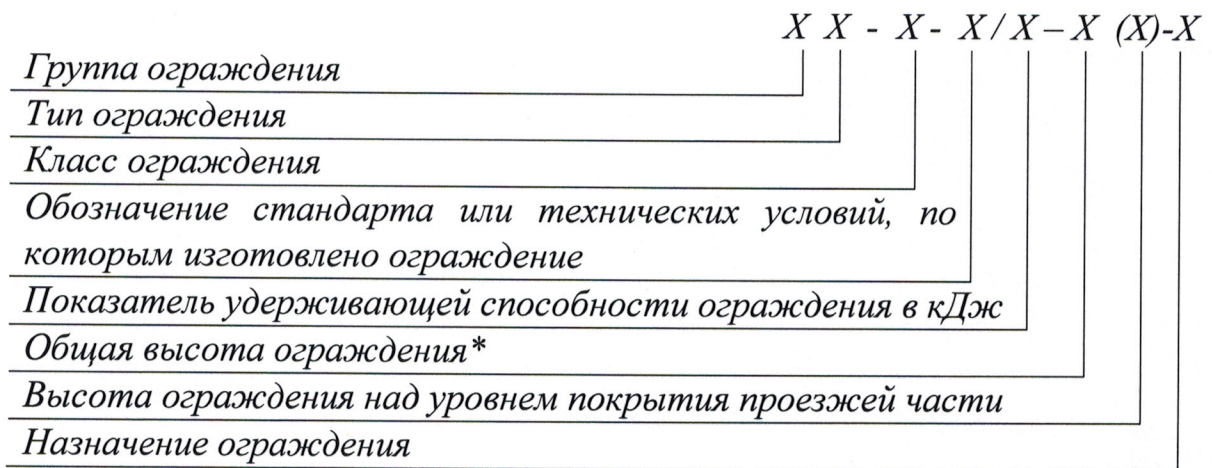 X X - X - X / X – X (X)-X
Группа ограждения
Тип ограждения
Класс ограждения
Обозначение стандарта или технических условий, по
которым изготовлено ограждение
Показатель удерживающей способности ограждения в кДж
Общая высота ограждения*
Высота ограждения над уровнем покрытия проезжей части
Назначение ограждения